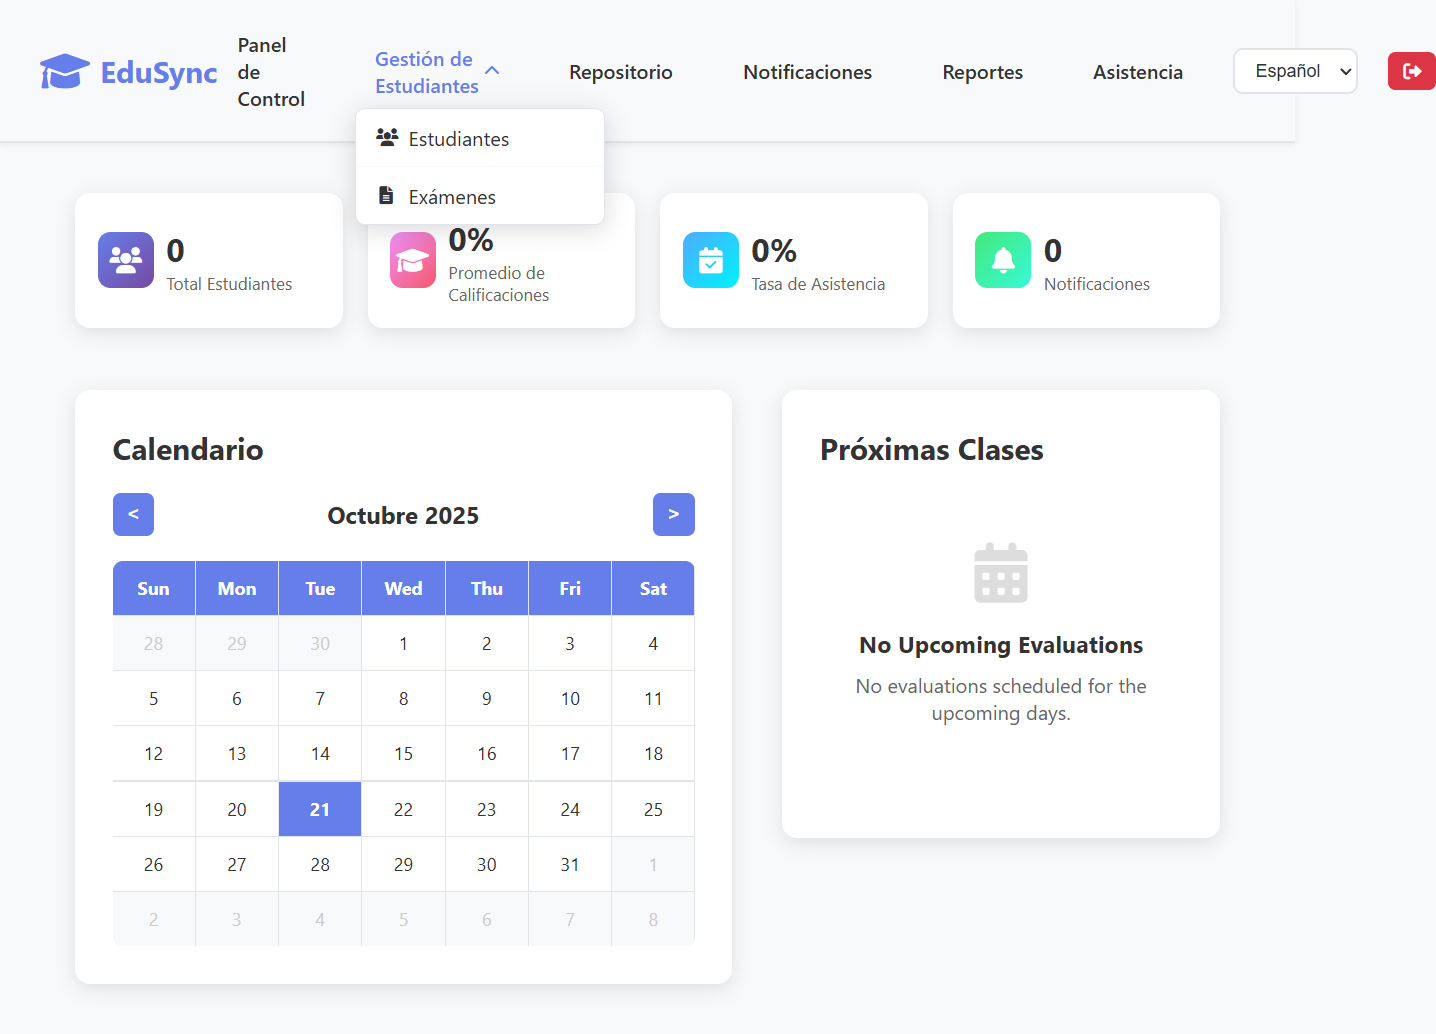 EduSync
Panel
de
Control
Gestión de
Estudiantes
Repositorio
Notificaciones
Reportes
Asistencia
Español
Estudiantes
Exámenes
0
Total Estudiantes
0%
Promedio de
Calificaciones
0%
Tasa de Asistencia
0
Notificaciones
Calendario
< Octubre 2025 >
Sun Mon Tue Wed Thu Fri Sat
28 29 30 1 2 3 4
5 6 7 8 9 10 11
12 13 14 15 16 17 18
19 20 21 22 23 24 25
26 27 28 29 30 31 1
2 3 4 5 6 7 8
Próximas Clases
No Upcoming Evaluations
No evaluations scheduled for the
upcoming days.